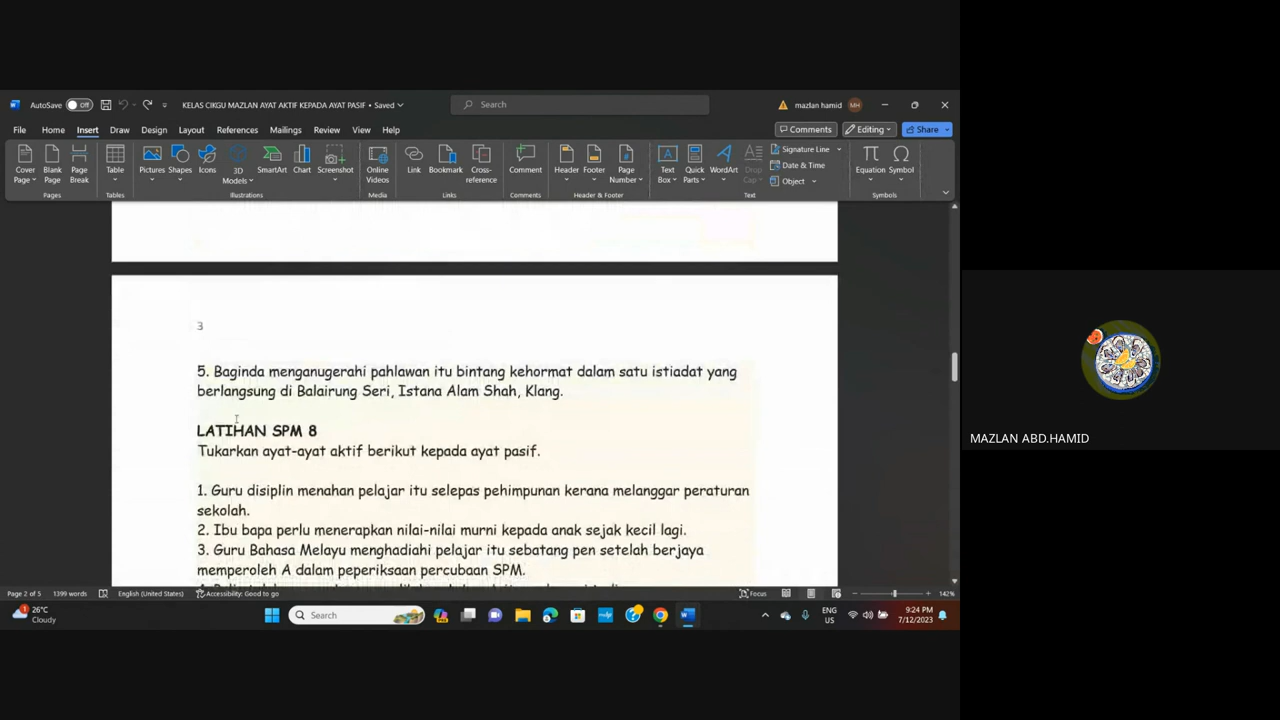 AutoSave Off KELAS CIKGU MAZLAN AYAT AKTIF KEPADA AYAT PASIF • Saved Search mazlan hamid MH
File Home Insert Draw Design Layout References Mailings Review View Help Comments Editing Share
Cover Page Blank Page Page Break Table Pictures Shapes Icons 3D Models SmartArt Chart Screenshot Online Videos Link Bookmark Cross-reference Comment Header Footer Page Number Text Box Quick Parts WordArt Drop Cap Signature Line Date & Time Object Equation Symbol
Pages Tables Illustrations Media Links Comments Header & Footer Text Symbols
3
5. Baginda menganugerahi pahlawan itu bintang kehormat dalam satu istiadat yang
berlangsung di Balairung Seri, Istana Alam Shah, Klang.
LATIHAN SPM 8
Tukarkan ayat-ayat aktif berikut kepada ayat pasif.
1. Guru disiplin menahan pelajar itu selepas pehimpunan kerana melanggar peraturan
sekolah.
2. Ibu bapa perlu menerapkan nilai-nilai murni kepada anak sejak kecil lagi.
3. Guru Bahasa Melayu menghadiahi pelajar itu sebatang pen setelah berjaya
memperoleh A dalam peperiksaan percubaan SPM.
Page 2 of 5 1399 words English (United States) Accessibility: Good to go Focus 142%
26°C
Cloudy
Search
ENG
US
9:24 PM
7/12/2023
MAZLAN ABD.HAMID